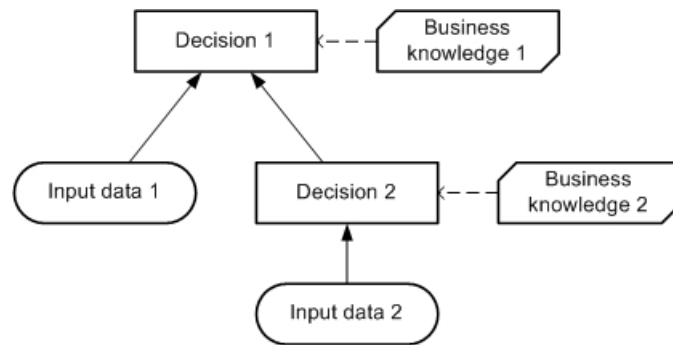 Decision 1
Business
knowledge 1
Input data 1
Decision 2
Business
knowledge 2
Input data 2